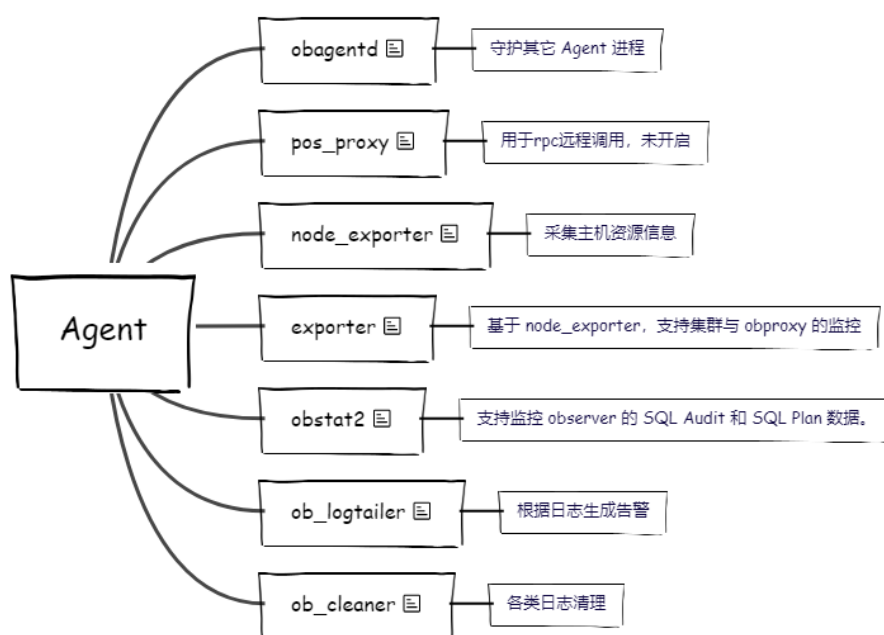 obagentd
守护其它 Agent 进程
pos_proxy
用于rpc远程调用，未开启
node_exporter
采集主机资源信息
Agent
exporter
基于 node_exporter，支持集群与 obproxy 的监控
obstat2
支持监控 observer 的 SQL Audit 和 SQL Plan 数据。
ob_logtailer
根据日志生成告警
ob_cleaner
各类日志清理